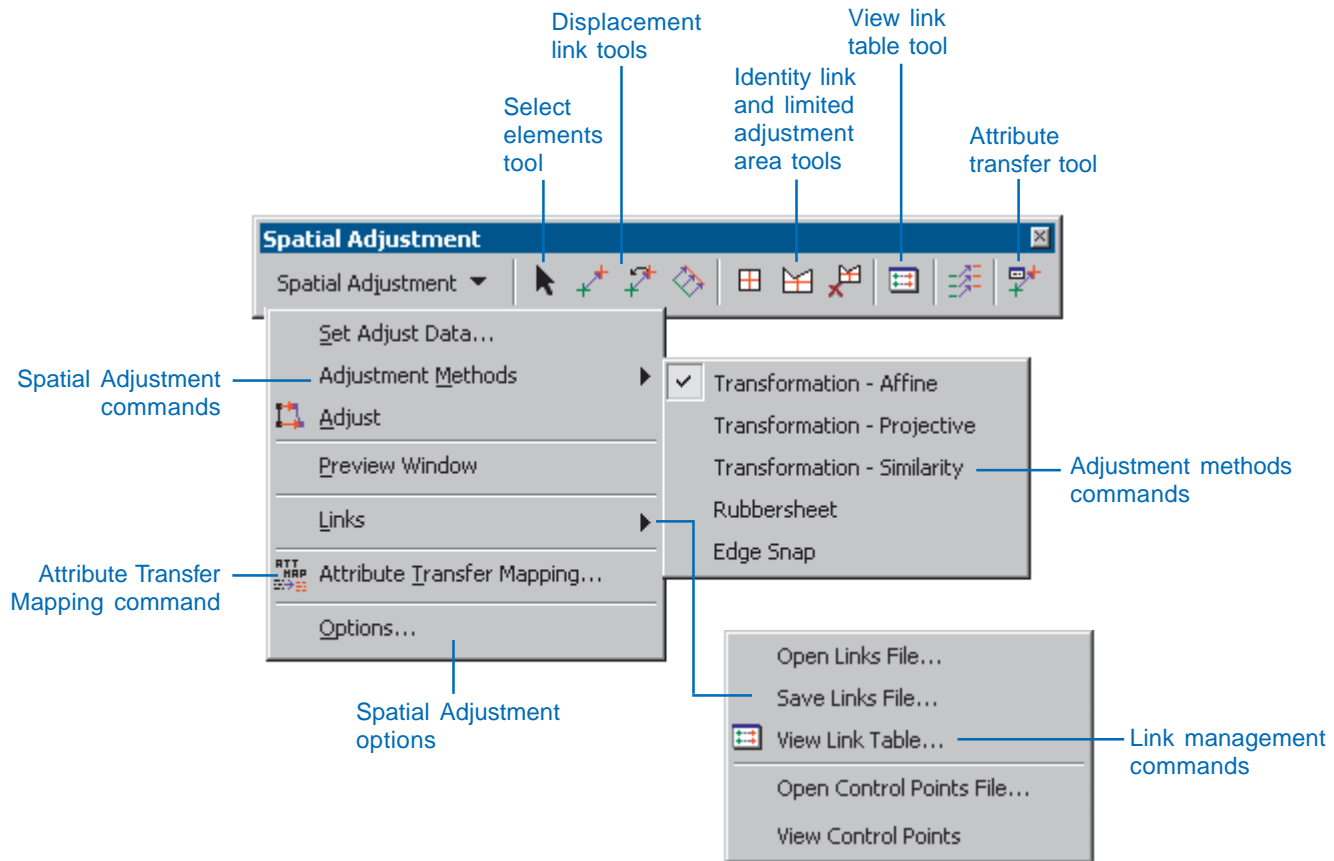 Displacement
link tools
View link
table tool
Identity link
and limited
adjustment
area tools
Select
elements
tool
Attribute
transfer tool
Spatial Adjustment
Spatial Adjustment
Set Adjust Data...
Adjustment Methods
Adjust
Preview Window
Links
ATT
MAP
Attribute Transfer Mapping...
Options...
Spatial Adjustment
commands
Attribute Transfer
Mapping command
Spatial Adjustment
options
Transformation - Affine
Transformation - Projective
Transformation - Similarity
Rubbersheet
Edge Snap
Adjustment methods
commands
Open Links File...
Save Links File...
View Link Table...
Open Control Points File...
View Control Points
Link management
commands